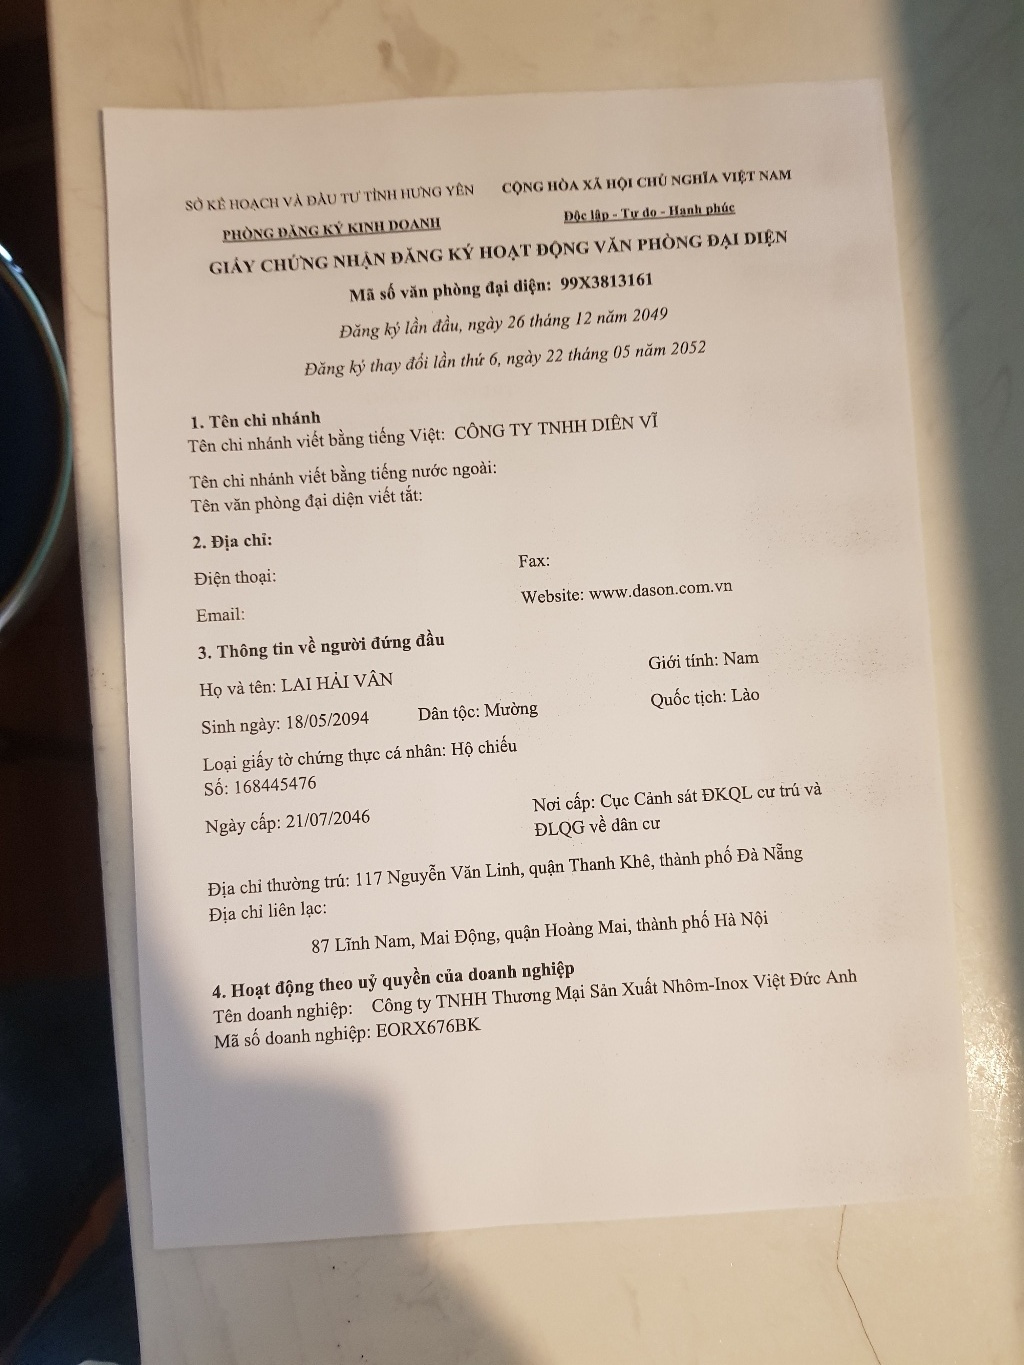 SỞ KẾ HOẠCH VÀ ĐẦU TƯ TỈNH HƯNG YÊN
CỘNG HÒA XÃ HỘI CHỦ NGHĨA VIỆT NAM
PHÒNG ĐĂNG KÝ KINH DOANH
Độc lập - Tự do - Hạnh phúc
GIẤY CHỨNG NHẬN ĐĂNG KÝ HOẠT ĐỘNG VĂN PHÒNG ĐẠI DIỆN
Mã số văn phòng đại diện: 99X3813161
Đăng ký lần đầu, ngày 26 tháng 12 năm 2049
Đăng ký thay đổi lần thứ 6, ngày 22 tháng 05 năm 2052
1. Tên chi nhánh
Tên chi nhánh viết bằng tiếng Việt: CÔNG TY TNHH DIÊN VĨ
Tên chi nhánh viết bằng tiếng nước ngoài:
Tên văn phòng đại diện viết tắt:
2. Địa chỉ:
Điện thoại:
Fax:
Email:
Website: www.dason.com.vn
3. Thông tin về người đứng đầu
Họ và tên: LAI HẢI VÂN
Giới tính: Nam
Sinh ngày: 18/05/2094
Dân tộc: Mường
Quốc tịch: Lào
Loại giấy tờ chứng thực cá nhân: Hộ chiếu
Số: 168445476
Ngày cấp: 21/07/2046
Nơi cấp: Cục Cảnh sát ĐKQL cư trú và
ĐLQG về dân cư
Địa chỉ thường trú: 117 Nguyễn Văn Linh, quận Thanh Khê, thành phố Đà Nẵng
Địa chỉ liên lạc:
87 Lĩnh Nam, Mai Động, quận Hoàng Mai, thành phố Hà Nội
4. Hoạt động theo uỷ quyền của doanh nghiệp
Tên doanh nghiệp: Công ty TNHH Thương Mại Sản Xuất Nhôm-Inox Việt Đức Anh
Mã số doanh nghiệp: EORX676BK